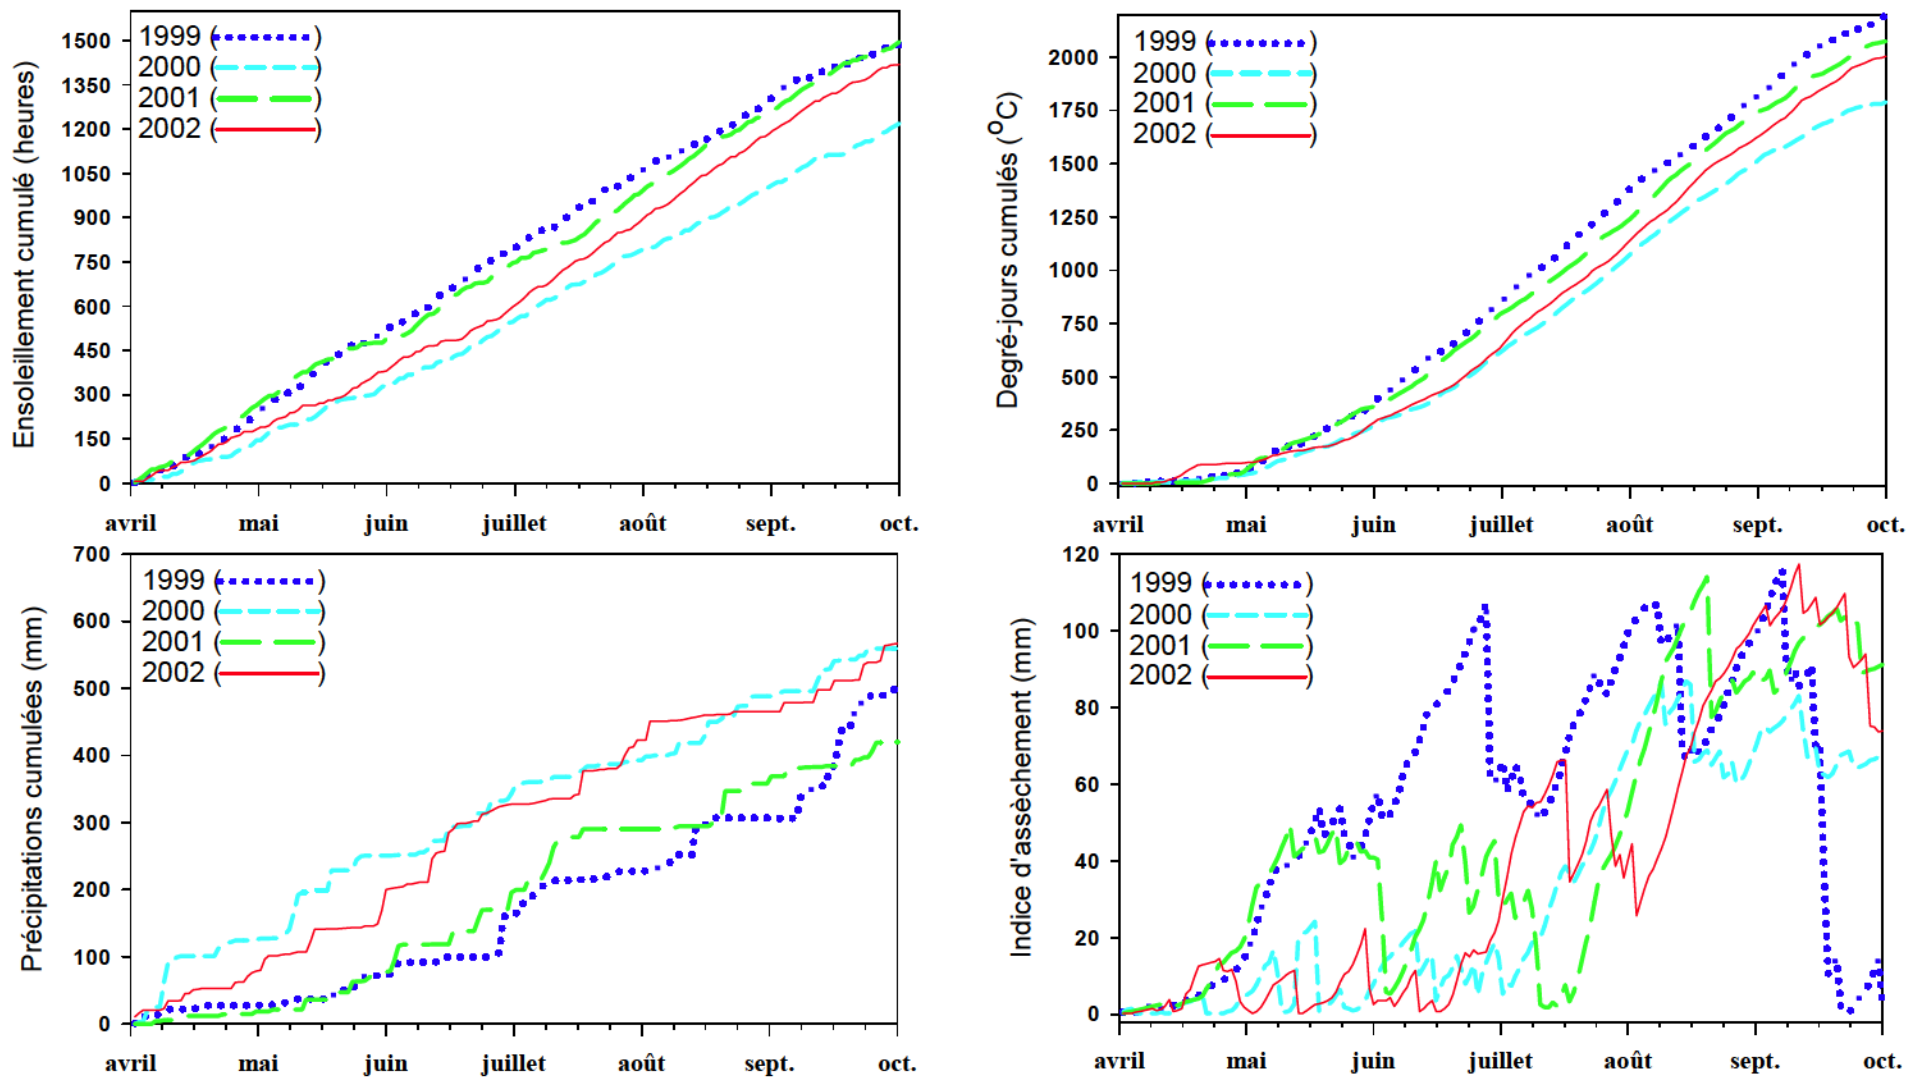 Ensoleillement cumulé (heures)
1500
1350
1200
1050
900
750
600
450
300
150
0
1999 ( )
2000 ( )
2001 ( )
2002 ( )
avril mai juin juillet août sept. oct.
Degré-jours cumulés (°C)
2000
1750
1500
1250
1000
750
500
250
0
1999 ( )
2000 ( )
2001 ( )
2002 ( )
avril mai juin juillet août sept. oct.
Précipitations cumulées (mm)
700
600
500
400
300
200
100
0
1999 ( )
2000 ( )
2001 ( )
2002 ( )
avril mai juin juillet août sept. oct.
Indice d'assèchement (mm)
120
100
80
60
40
20
0
1999 ( )
2000 ( )
2001 ( )
2002 ( )
avril mai juin juillet août sept. oct.